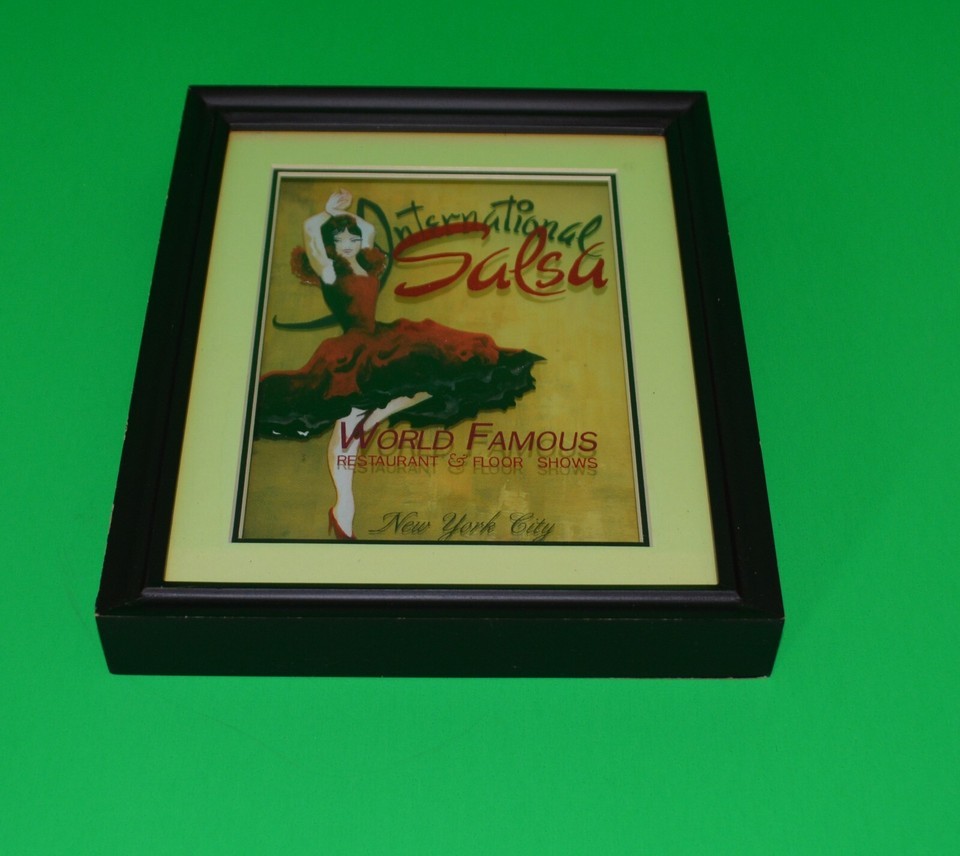 International
Salsa
WORLD FAMOUS
RESTAURANT & FLOOR SHOWS
New York City